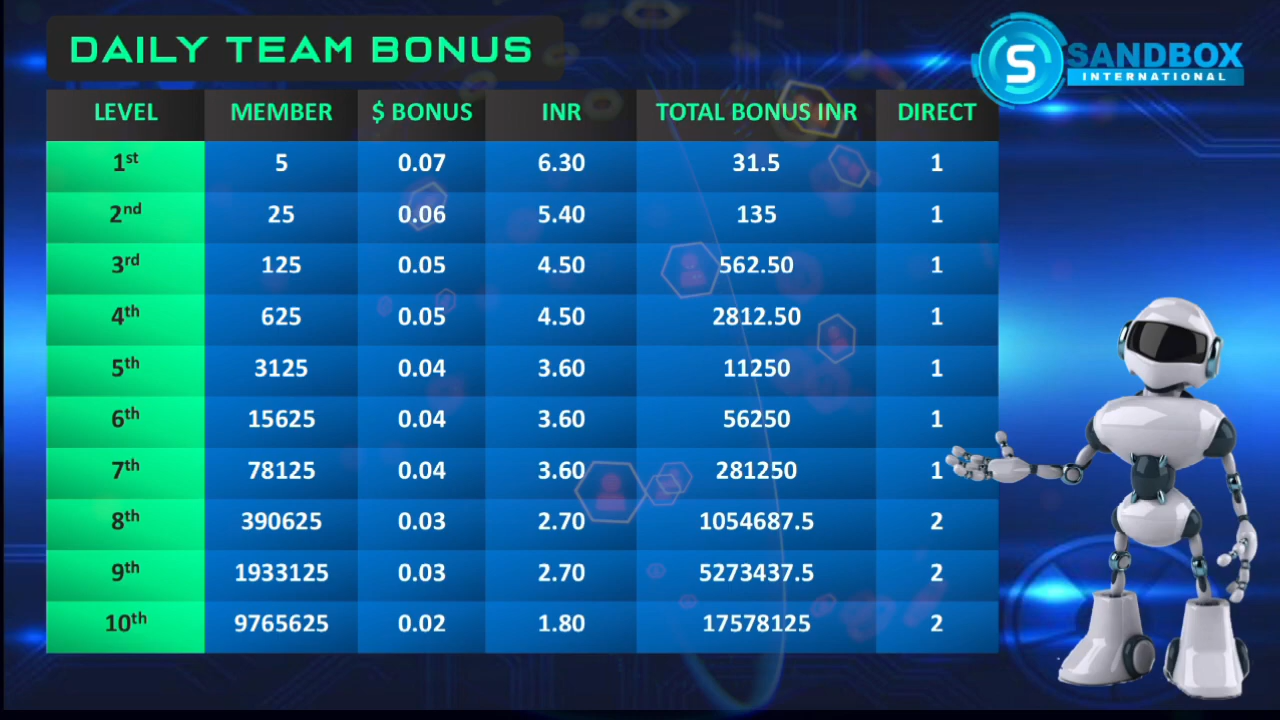 DAILY TEAM BONUS
S SANDBOX
INTERNATIONAL
LEVEL MEMBER $ BONUS INR TOTAL BONUS INR DIRECT
1st 5 0.07 6.30 31.5 1
2nd 25 0.06 5.40 135 1
3rd 125 0.05 4.50 562.50 1
4th 625 0.05 4.50 2812.50 1
5th 3125 0.04 3.60 11250 1
6th 15625 0.04 3.60 56250 1
7th 78125 0.04 3.60 281250 1
8th 390625 0.03 2.70 1054687.5 2
9th 1933125 0.03 2.70 5273437.5 2
10th 9765625 0.02 1.80 17578125 2